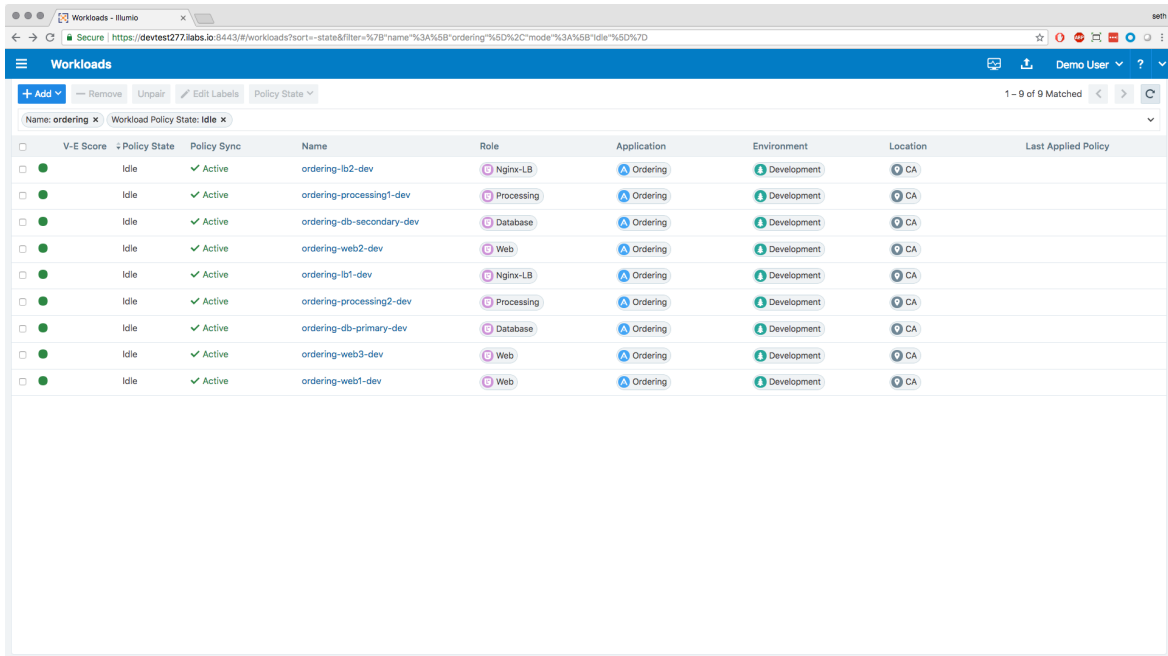 Workloads - Illumio × seth
Secure | https://devtest277.ilabs.io:8443/#/workloads?sort=-state&filter=%7B"name"%3A%5B"ordering"%5D%2C"mode"%3A%5B"Idle"%5D%7D ABP
Workloads Demo User ?
+ Add — Remove Unpair Edit Labels Policy State 1 – 9 of 9 Matched
Name: ordering × Workload Policy State: Idle ×
V-E Score Policy State Policy Sync Name Role Application Environment Location Last Applied Policy
Idle ✓ Active ordering-lb2-dev Nginx-LB Ordering Development CA
Idle ✓ Active ordering-processing1-dev Processing Ordering Development CA
Idle ✓ Active ordering-db-secondary-dev Database Ordering Development CA
Idle ✓ Active ordering-web2-dev Web Ordering Development CA
Idle ✓ Active ordering-lb1-dev Nginx-LB Ordering Development CA
Idle ✓ Active ordering-processing2-dev Processing Ordering Development CA
Idle ✓ Active ordering-db-primary-dev Database Ordering Development CA
Idle ✓ Active ordering-web3-dev Web Ordering Development CA
Idle ✓ Active ordering-web1-dev Web Ordering Development CA